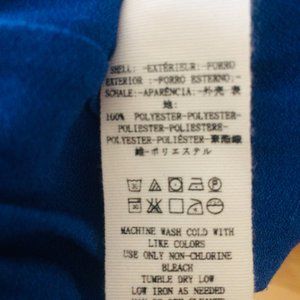 SHELL: -EXTÉRIEUR:-FORRO
EXTERIOR :-FORRO ESTERNO:-
SCHALE:-APARÊNCIA:-外壳 表
地:
100% POLYESTER-POLYESTER-
POLIESTER-POLIESTERE-
POLYESTER-POLIÉSTER-聚酯纖
維-ポリエステル
MACHINE WASH COLD WITH
LIKE COLORS
USE ONLY NON-CHLORINE
BLEACH
TUMBLE DRY LOW
LOW IRON AS NEEDED